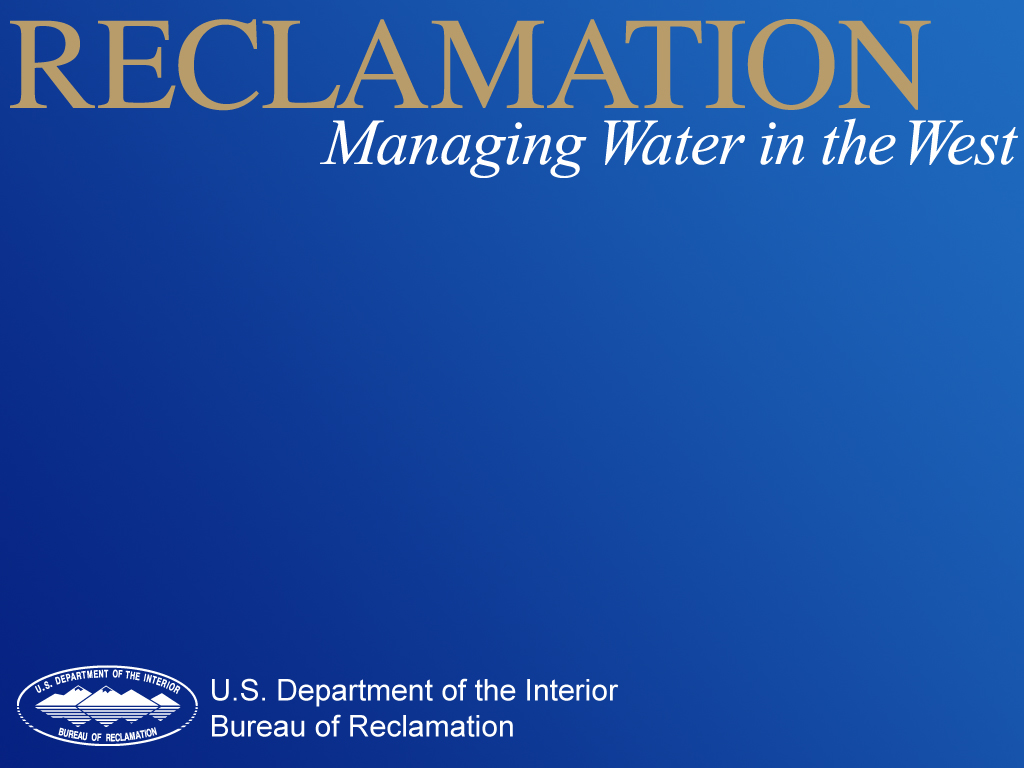 RECLAMATION
Managing Water in the West
U.S. DEPARTMENT OF THE INTERIOR
BUREAU OF RECLAMATION
U.S. Department of the Interior
Bureau of Reclamation